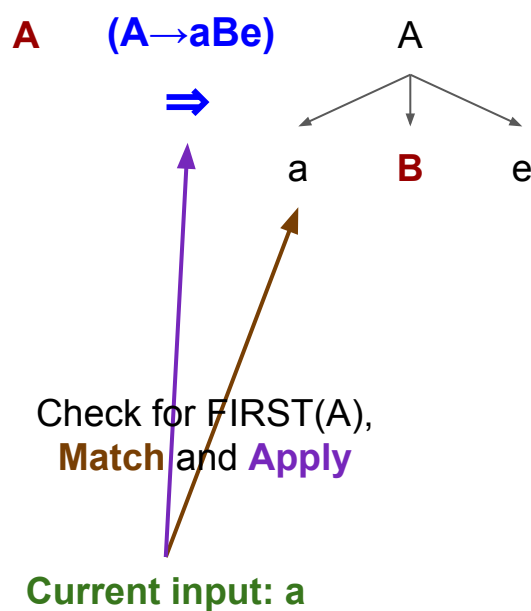 A (A→aBe) A
⇒
a B e
Check for FIRST(A),
Match and Apply
Current input: a